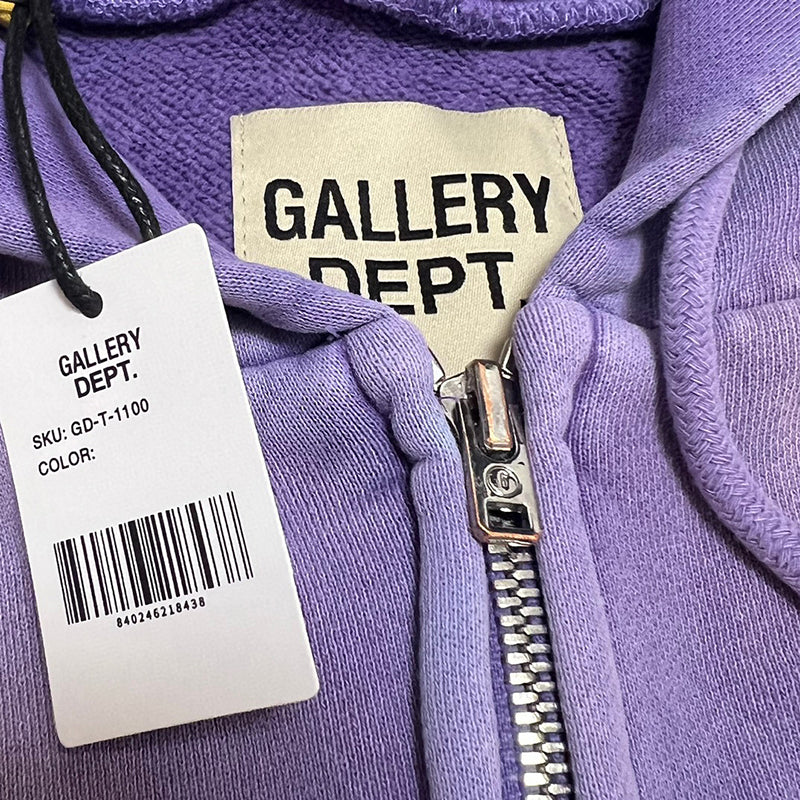 GALLERY
DEPT.
GALLERY
DEPT.
SKU: GD-T-1100
COLOR:
840246218438